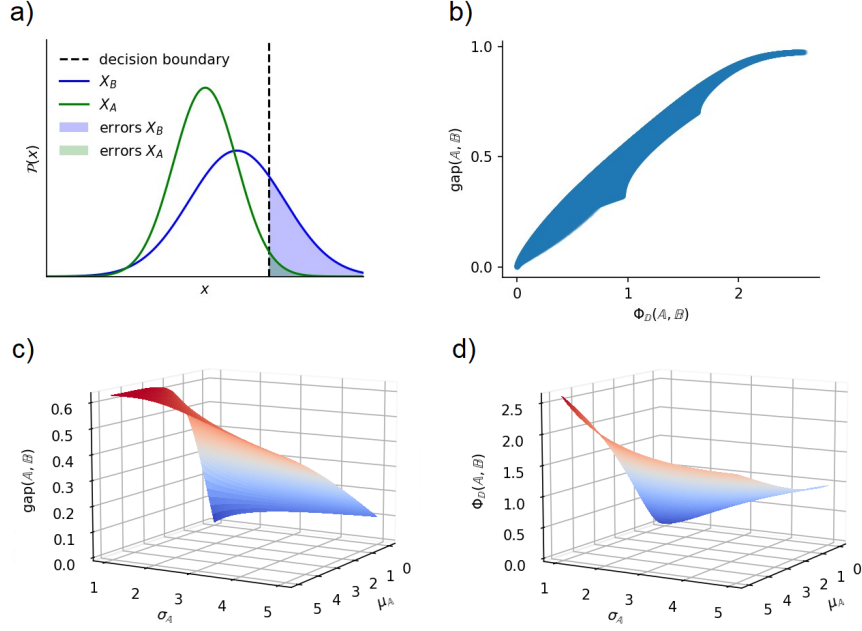 a)
decision boundary
X_B
X_A
errors X_B
errors X_A
𝒫(x)
x
b)
1.0
0.5
0.0
gap(𝔸, 𝔹)
0
1
2
Φ_𝔻(𝔸, 𝔹)
c)
0.6
0.5
0.4
0.3
0.2
0.1
0.0
gap(𝔸, 𝔹)
1
2
3
4
5
σ_𝔸
5
4
3
2
1
0
μ_𝔸
d)
2.5
2.0
1.5
1.0
0.5
0.0
Φ_𝔻(𝔸, 𝔹)
1
2
3
4
5
σ_𝔸
5
4
3
2
1
0
μ_𝔸